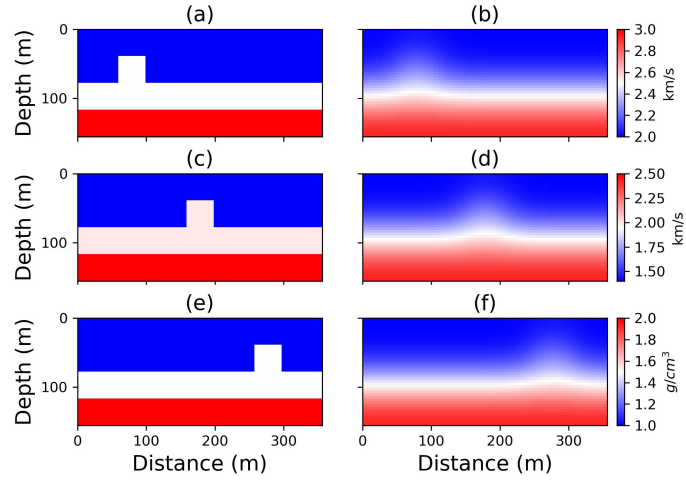 (a) (b)
Depth (m)
0
100
3.0
2.8
2.6
2.4
2.2
2.0
km/s
(c) (d)
Depth (m)
0
100
2.50
2.25
2.00
1.75
1.50
km/s
(e) (f)
Depth (m)
0
100
2.0
1.8
1.6
1.4
1.2
1.0
g/cm³
0 100 200 300 0 100 200 300
Distance (m) Distance (m)